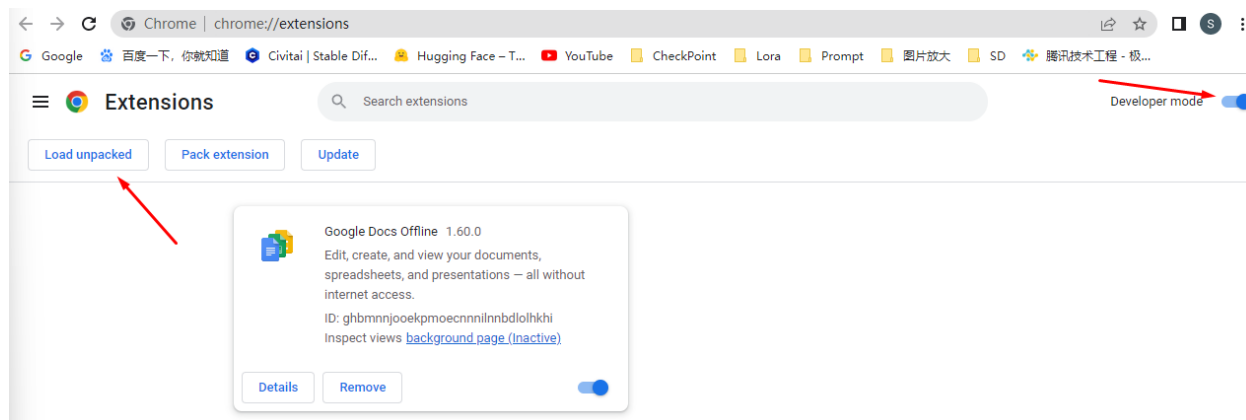 Chrome | chrome://extensions
S
G Google 百度一下，你就知道 Civitai | Stable Dif... Hugging Face – T... YouTube CheckPoint Lora Prompt 图片放大 SD 腾讯技术工程 - 极...
Extensions
Search extensions
Developer mode
Load unpacked Pack extension Update
Google Docs Offline 1.60.0
Edit, create, and view your documents,
spreadsheets, and presentations — all without
internet access.
ID: ghbmnnjooekpmoecnnnilnnbdlolhkhi
Inspect views background page (Inactive)
Details Remove